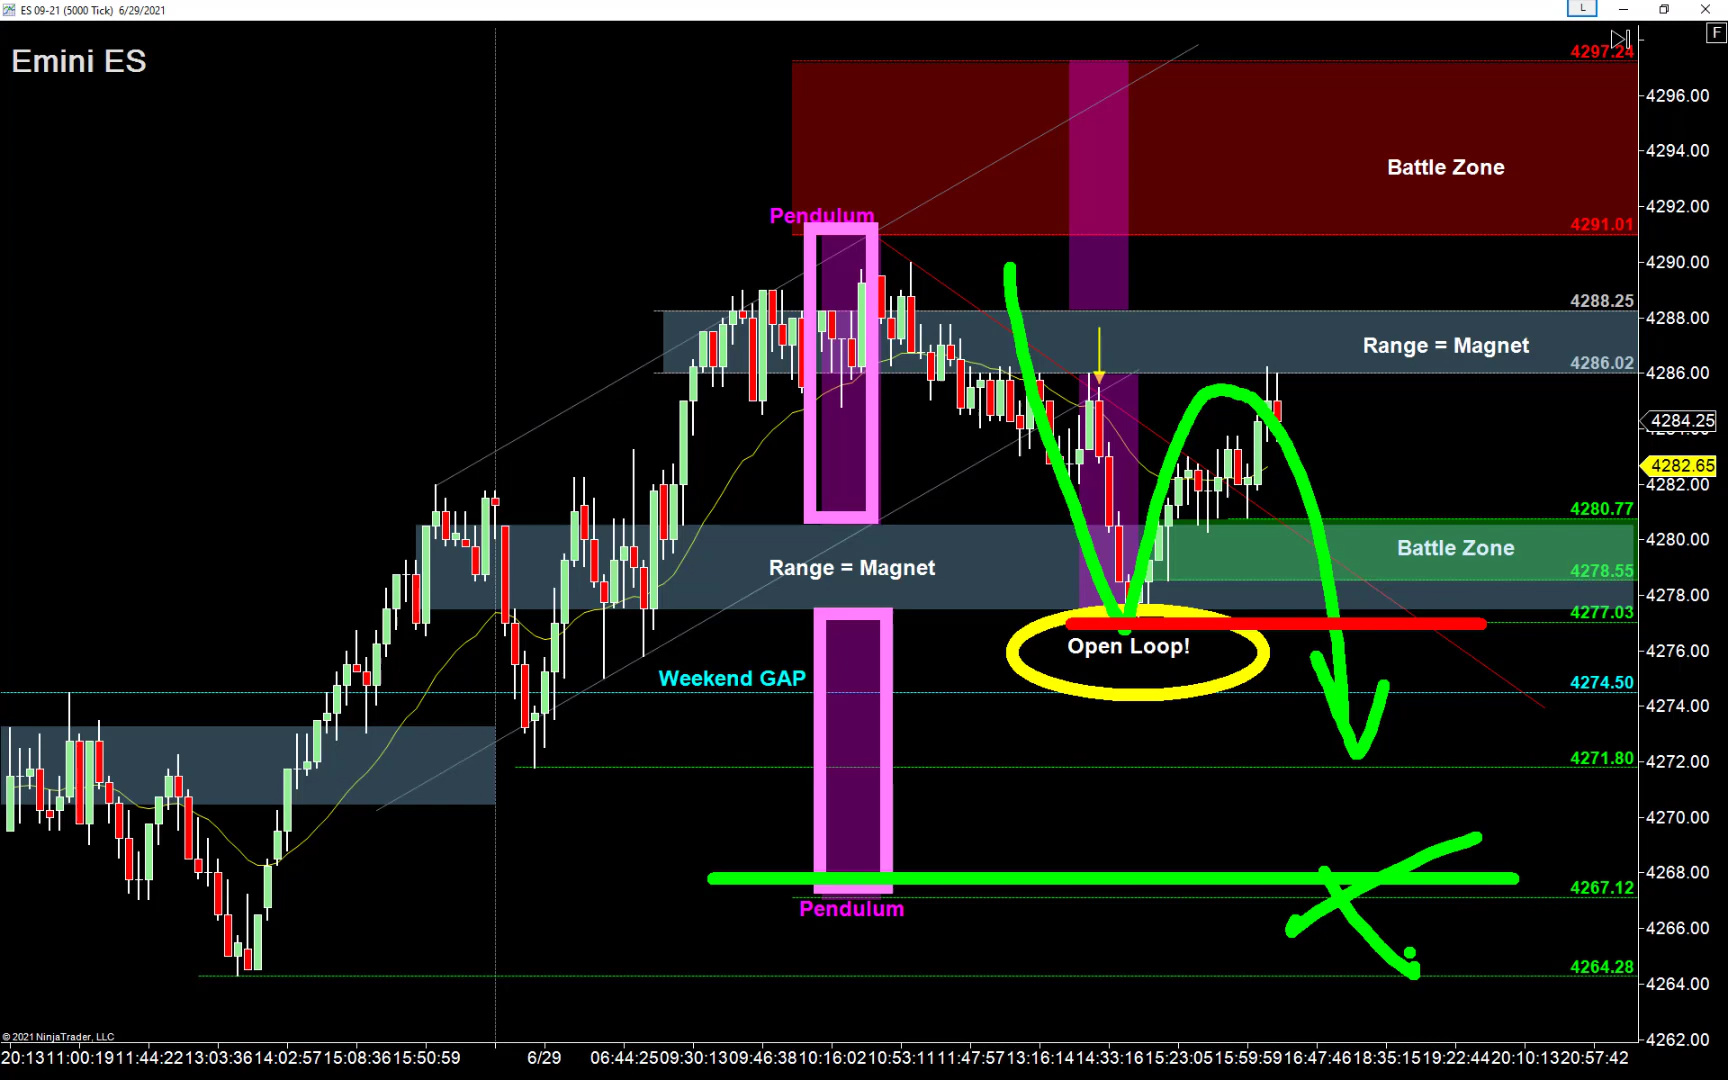 ES 09-21 (5000 Tick) 6/29/2021
L
F
Emini ES
4297.24
4296.00
4294.00
Battle Zone
4292.00
Pendulum
4291.01
4290.00
4288.25
4288.00
Range = Magnet
4286.02
4286.00
4284.25
4282.65
4282.00
4280.77
4280.00
Battle Zone
Range = Magnet
4278.55
4278.00
4277.03
Open Loop!
4276.00
Weekend GAP
4274.50
4274.00
4271.80
4272.00
4270.00
4268.00
4267.12
Pendulum
4266.00
4264.28
4264.00
© 2021 NinjaTrader, LLC
4262.00
20:13 11:00:19 11:44:22 13:03:36 14:02:57 15:08:36 15:50:59 6/29 06:44:25 09:30:13 09:46:38 10:16:02 10:53:11 11:47:57 13:16:14 14:33:16 15:23:05 15:59:59 16:47:46 18:35:15 19:22:44 20:10:13 20:57:42